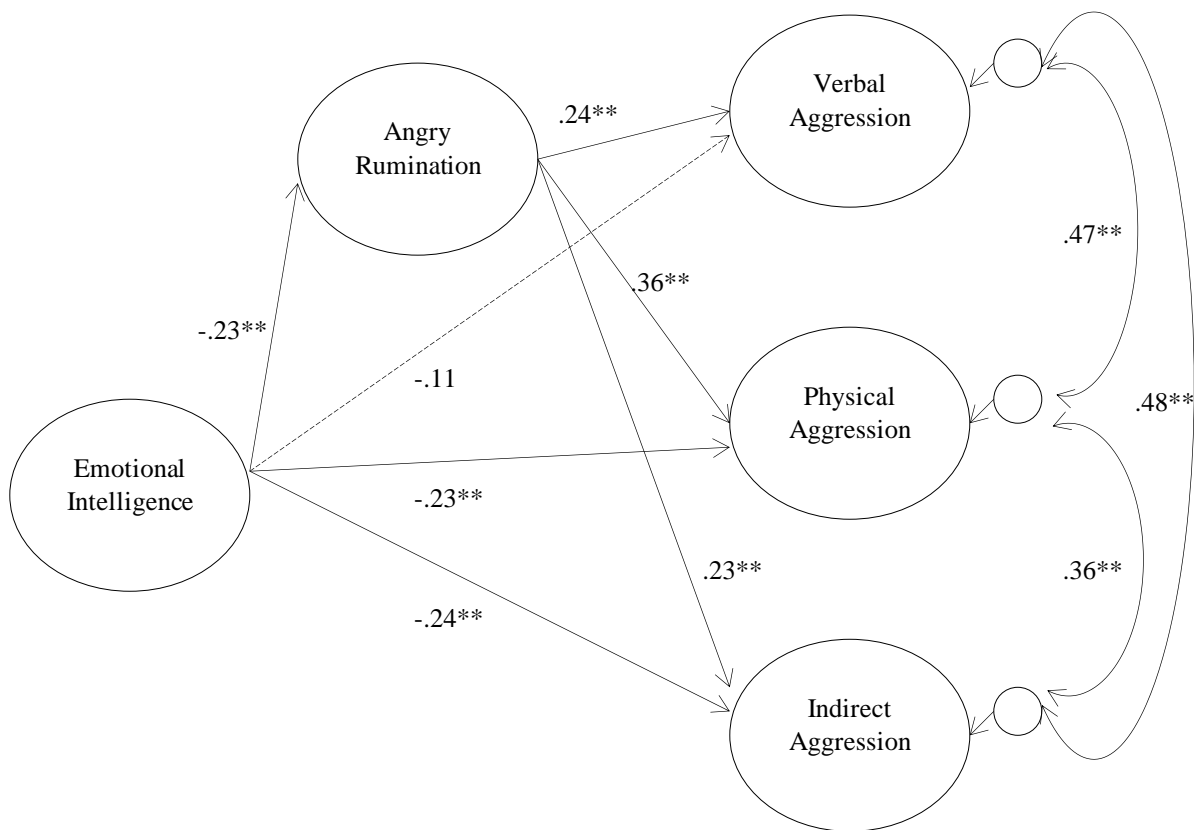 Verbal
Aggression
.24**
Angry
Rumination
.47**
.36**
-.23**
-.11
Physical
Aggression
.48**
Emotional
Intelligence
-.23**
.23**
.36**
-.24**
Indirect
Aggression